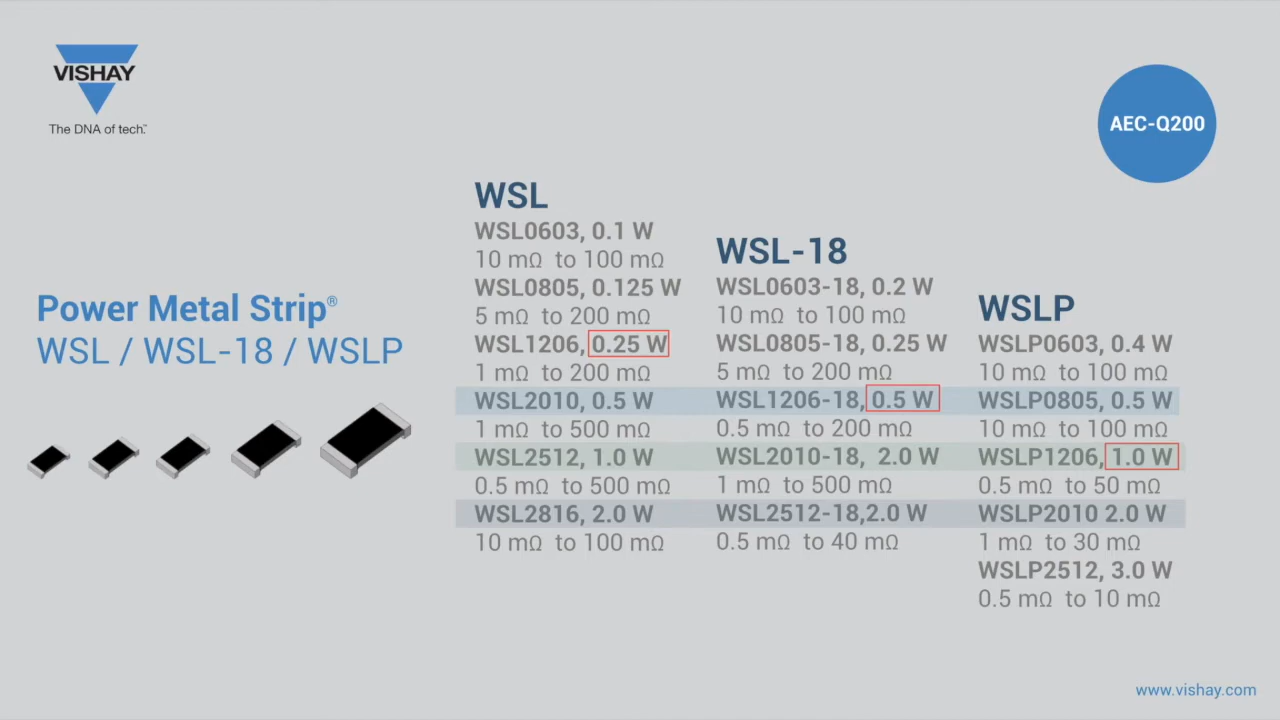 VISHAY
The DNA of tech.™
AEC-Q200
Power Metal Strip®
WSL / WSL-18 / WSLP
WSL
WSL0603, 0.1 W
10 mΩ to 100 mΩ
WSL0805, 0.125 W
5 mΩ to 200 mΩ
WSL1206, 0.25 W
1 mΩ to 200 mΩ
WSL2010, 0.5 W
1 mΩ to 500 mΩ
WSL2512, 1.0 W
0.5 mΩ to 500 mΩ
WSL2816, 2.0 W
10 mΩ to 100 mΩ
WSL-18
WSL0603-18, 0.2 W
10 mΩ to 100 mΩ
WSL0805-18, 0.25 W
5 mΩ to 200 mΩ
WSL1206-18, 0.5 W
0.5 mΩ to 200 mΩ
WSL2010-18, 2.0 W
1 mΩ to 500 mΩ
WSL2512-18,2.0 W
0.5 mΩ to 40 mΩ
WSLP
WSLP0603, 0.4 W
10 mΩ to 100 mΩ
WSLP0805, 0.5 W
10 mΩ to 100 mΩ
WSLP1206, 1.0 W
0.5 mΩ to 50 mΩ
WSLP2010 2.0 W
1 mΩ to 30 mΩ
WSLP2512, 3.0 W
0.5 mΩ to 10 mΩ
www.vishay.com